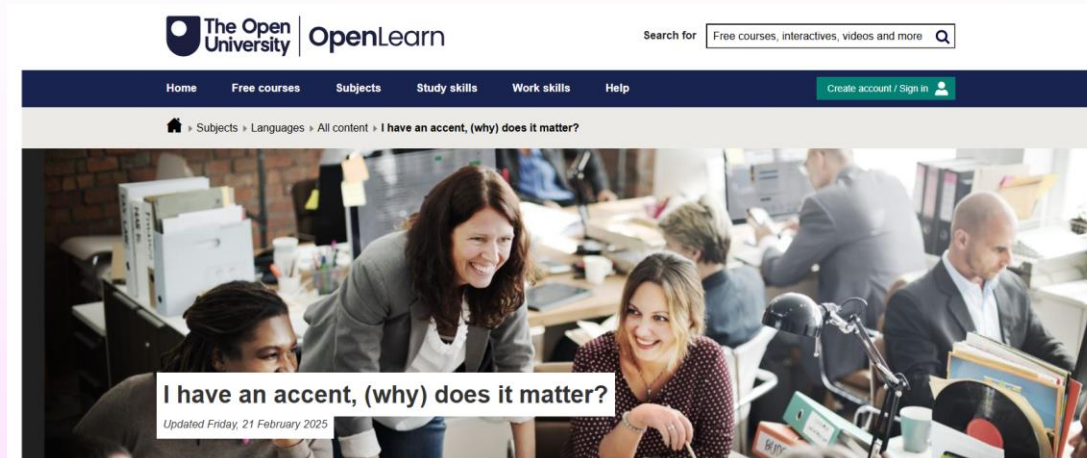 The Open
University
OpenLearn
Search for
Free courses, interactives, videos and more
Home Free courses Subjects Study skills Work skills Help
Create account / Sign in
Subjects Languages All content I have an accent, (why) does it matter?
I have an accent, (why) does it matter?
Updated Friday, 21 February 2025